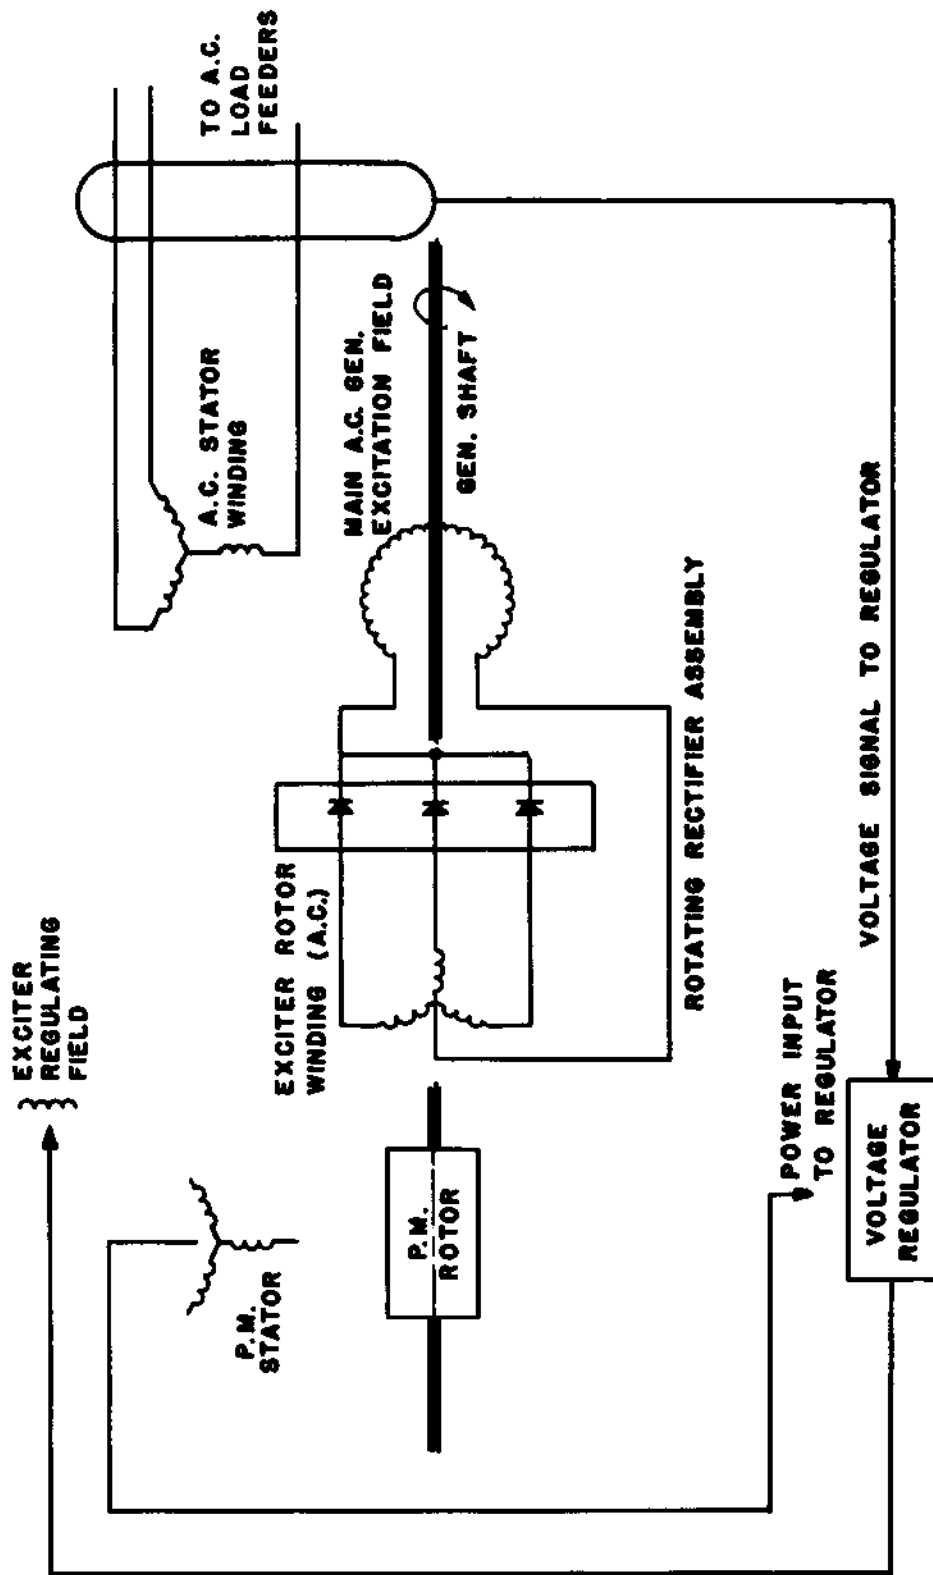 EXCITER
REGULATING
FIELD
P.M.
STATOR
P.M.
ROTOR
EXCITER ROTOR
WINDING (A.C.)
A.C. STATOR
WINDING
TO A.C.
LOAD
FEEDERS
MAIN A.C. GEN.
EXCITATION FIELD
GEN. SHAFT
ROTATING RECTIFIER ASSEMBLY
POWER INPUT
TO REGULATOR
VOLTAGE SIGNAL TO REGULATOR
VOLTAGE
REGULATOR